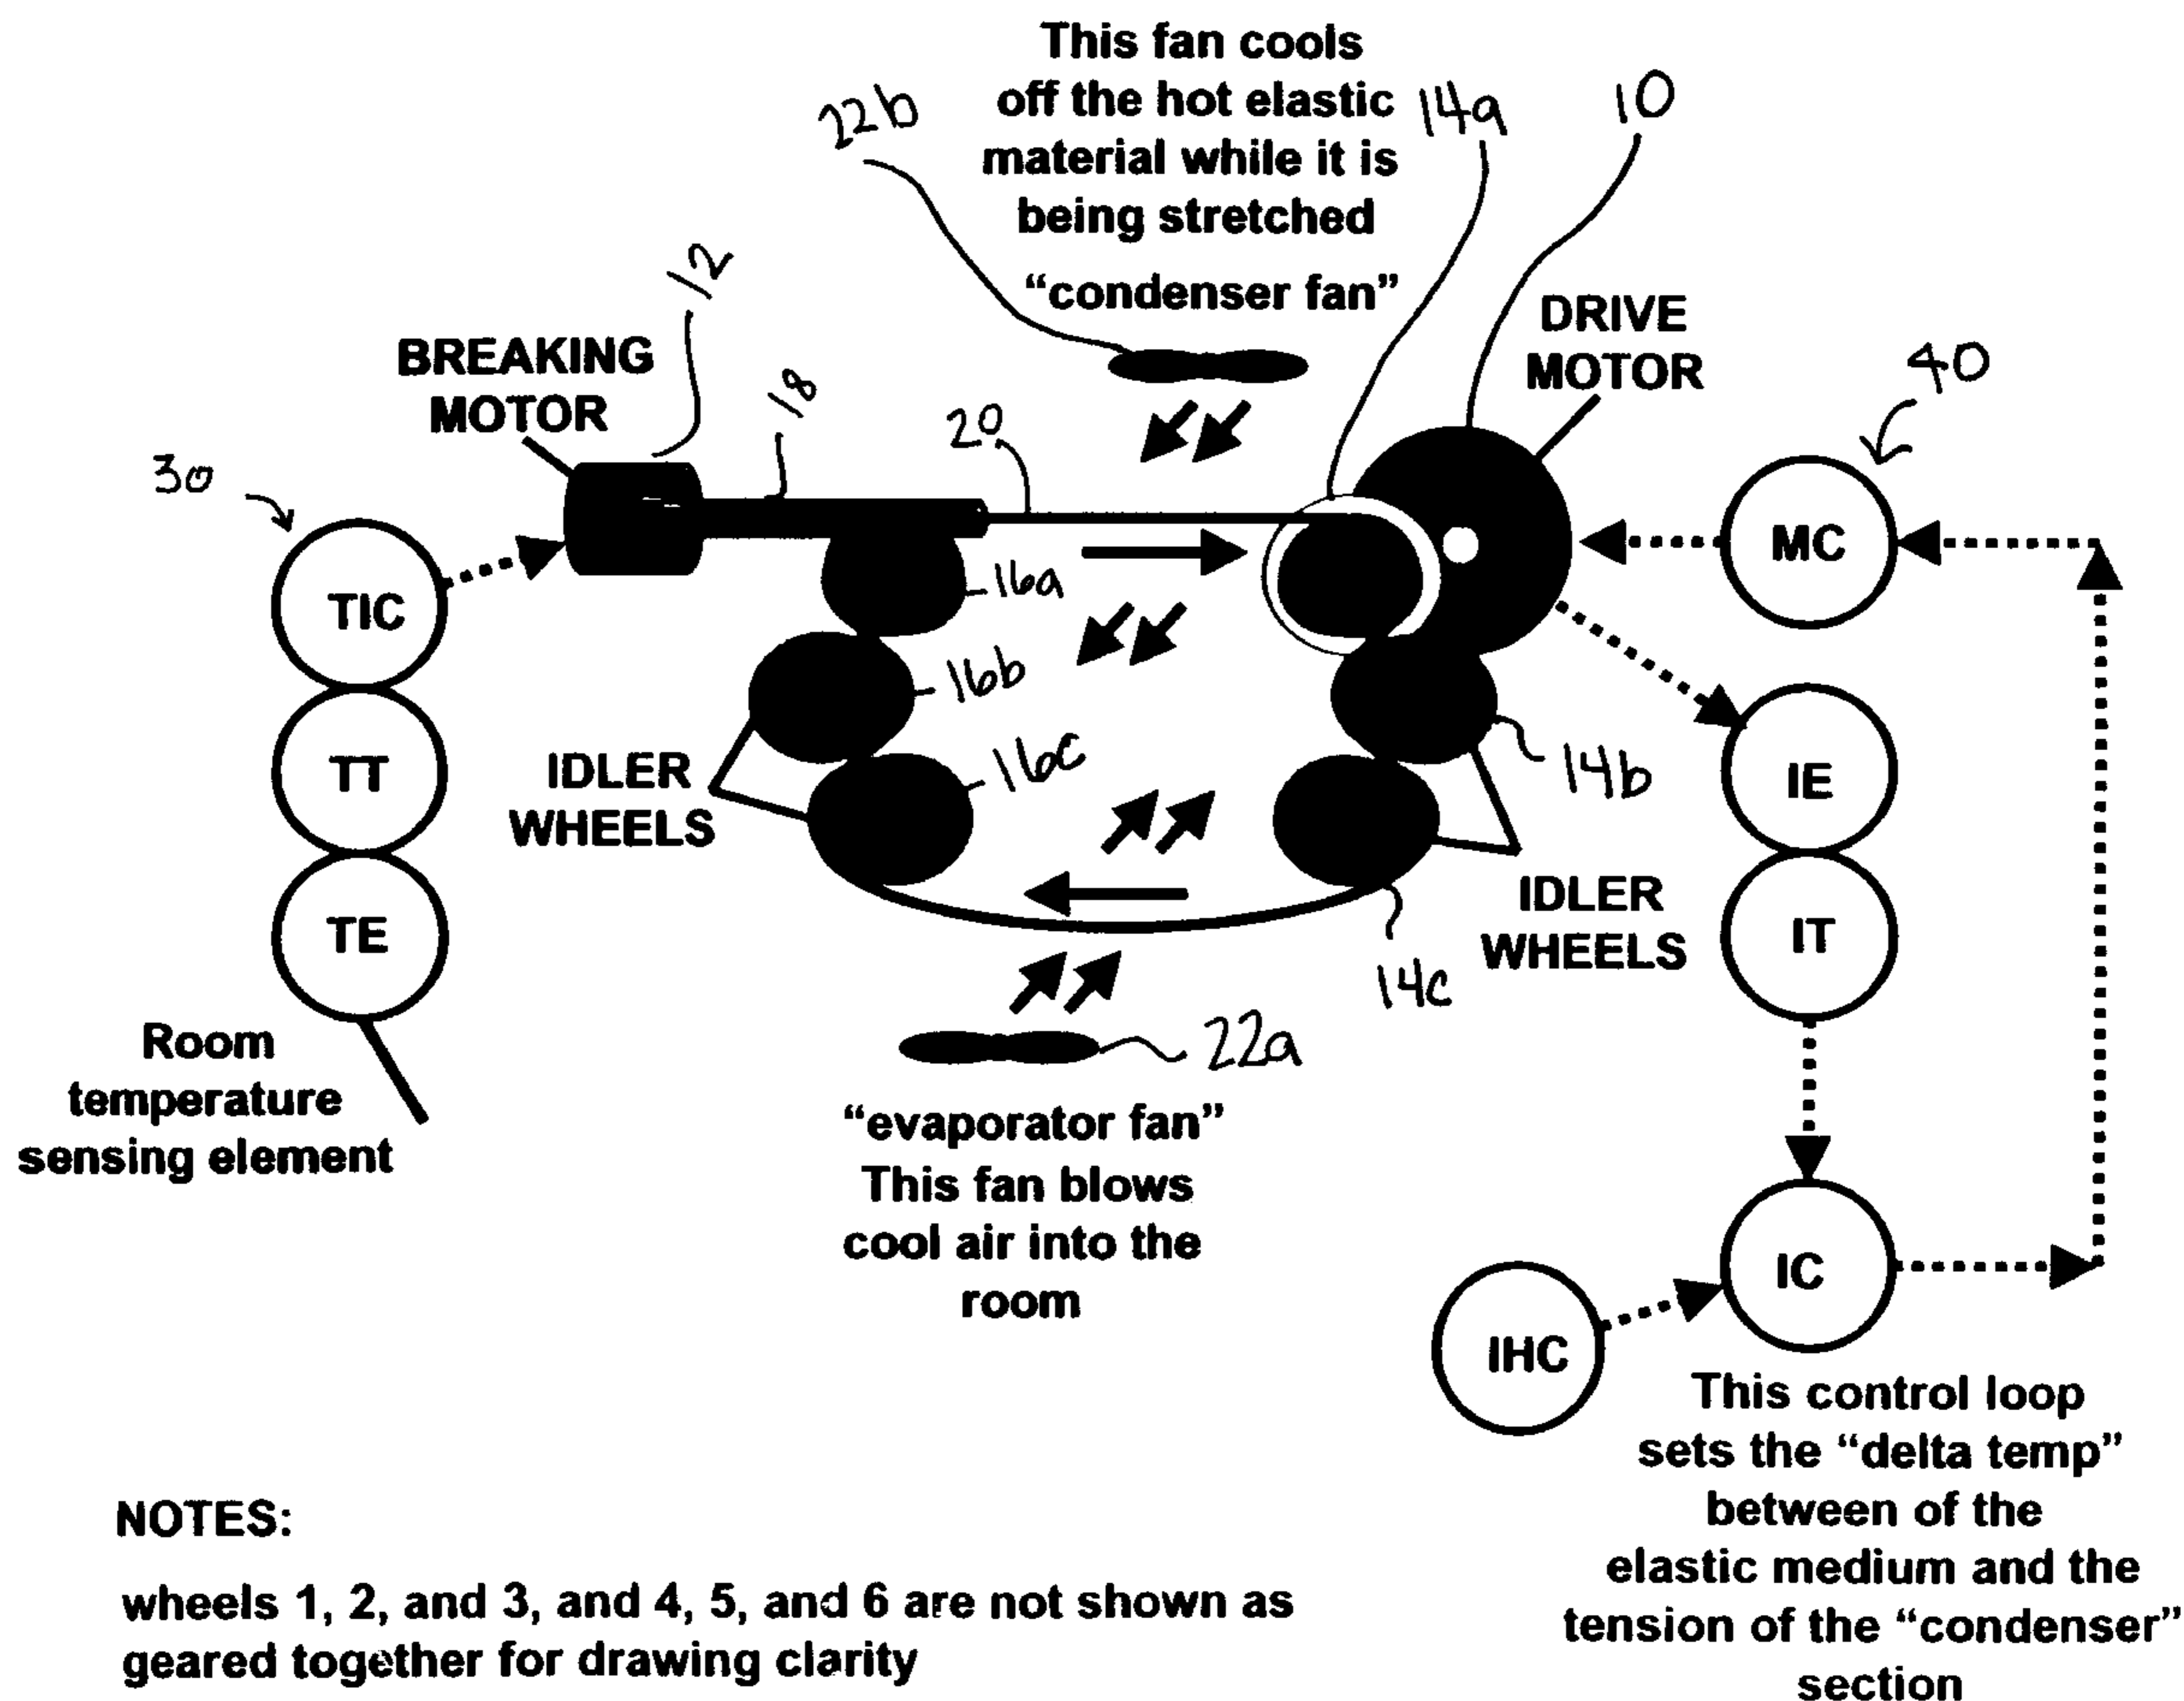 This fan cools
off the hot elastic
material while it is
being stretched
“condenser fan”
22b
14a
10
12
BREAKING
MOTOR
18
20
DRIVE
MOTOR
40
30
TIC
TT
TE
MC
16a
16b
16c
IDLER
WHEELS
14b
IE
IT
IDLER
WHEELS
14c
Room
temperature
sensing element
22a
“evaporator fan”
This fan blows
cool air into the
room
IC
IHC
This control loop
sets the “delta temp”
between of the
elastic medium and the
tension of the “condenser”
section
NOTES:
wheels 1, 2, and 3, and 4, 5, and 6 are not shown as
geared together for drawing clarity